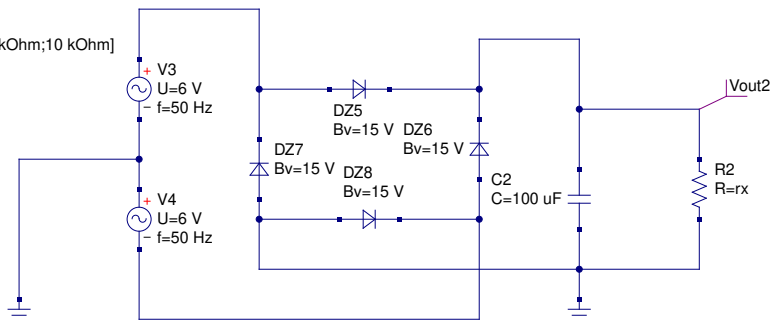 kOhm;10 kOhm]
+ V3
U=6 V
− f=50 Hz
DZ5
Bv=15 V
DZ6
Bv=15 V
DZ7
Bv=15 V
DZ8
Bv=15 V
+ V4
U=6 V
− f=50 Hz
C2
C=100 uF
Vout2
R2
R=rx